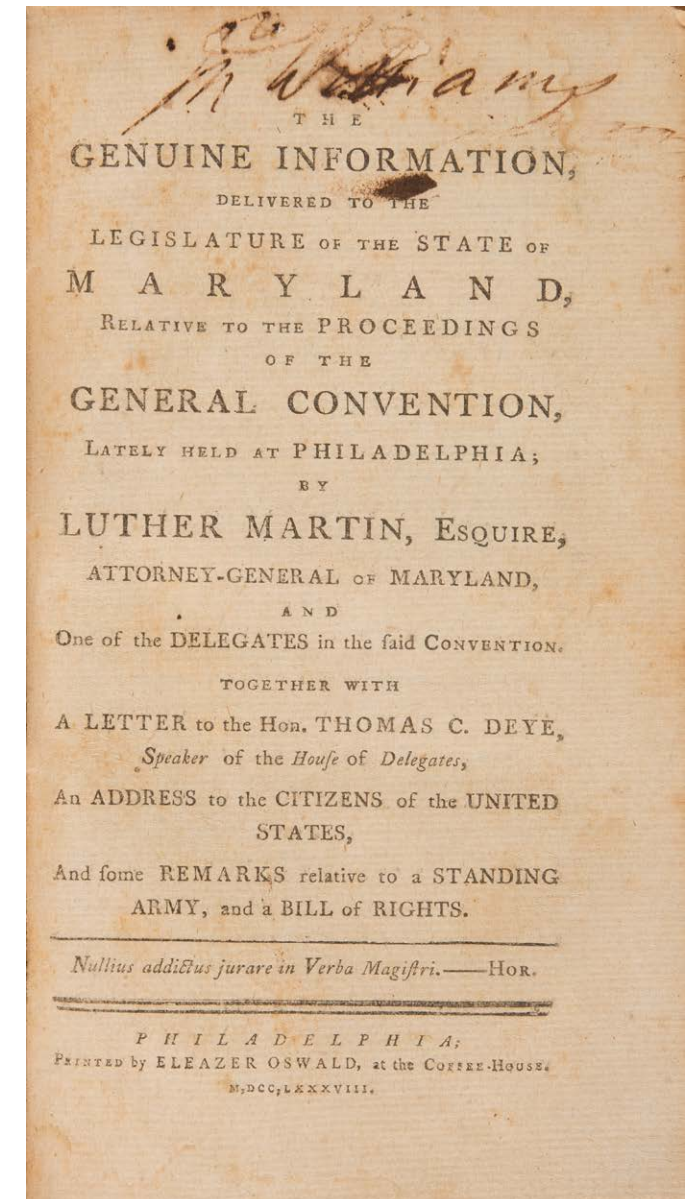 Williams
THE
GENUINE INFORMATION,
DELIVERED TO THE
LEGISLATURE OF THE STATE OF
MARYLAND,
RELATIVE TO THE PROCEEDINGS
OF THE
GENERAL CONVENTION,
LATELY HELD AT PHILADELPHIA;
BY
LUTHER MARTIN, ESQUIRE,
ATTORNEY-GENERAL OF MARYLAND,
AND
One of the DELEGATES in the ſaid CONVENTION.
TOGETHER WITH
A LETTER to the Hon. THOMAS C. DEYE,
Speaker of the Houſe of Delegates,
An ADDRESS to the CITIZENS of the UNITED
STATES,
And ſome REMARKS relative to a STANDING
ARMY, and a BILL of RIGHTS.
Nullius addictus jurare in Verba Magiſtri.——HOR.
PHILADELPHIA;
PRINTED by ELEAZER OSWALD, at the COFFEE-HOUSE.
M,DCC,LXXXVIII.